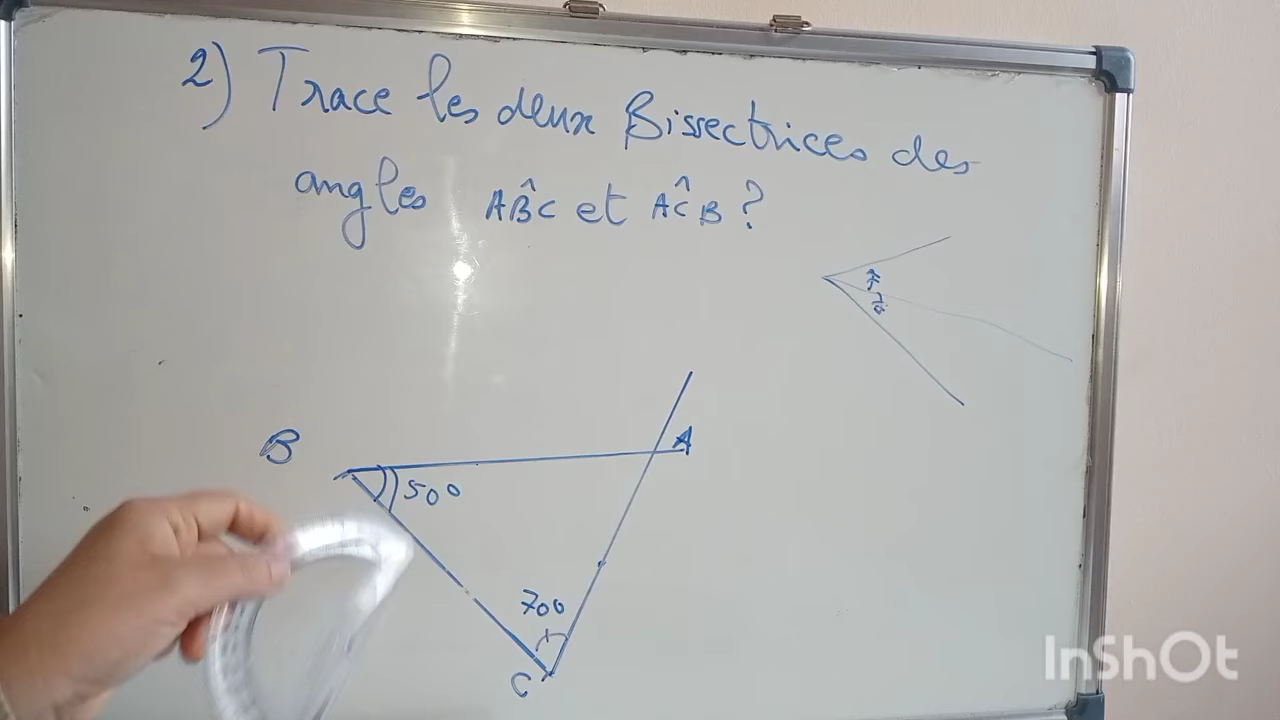 2) Trace les deux Bissectrices des
angles AB̂C et AĈB ?
B
A
50°
70°
C
InShOt